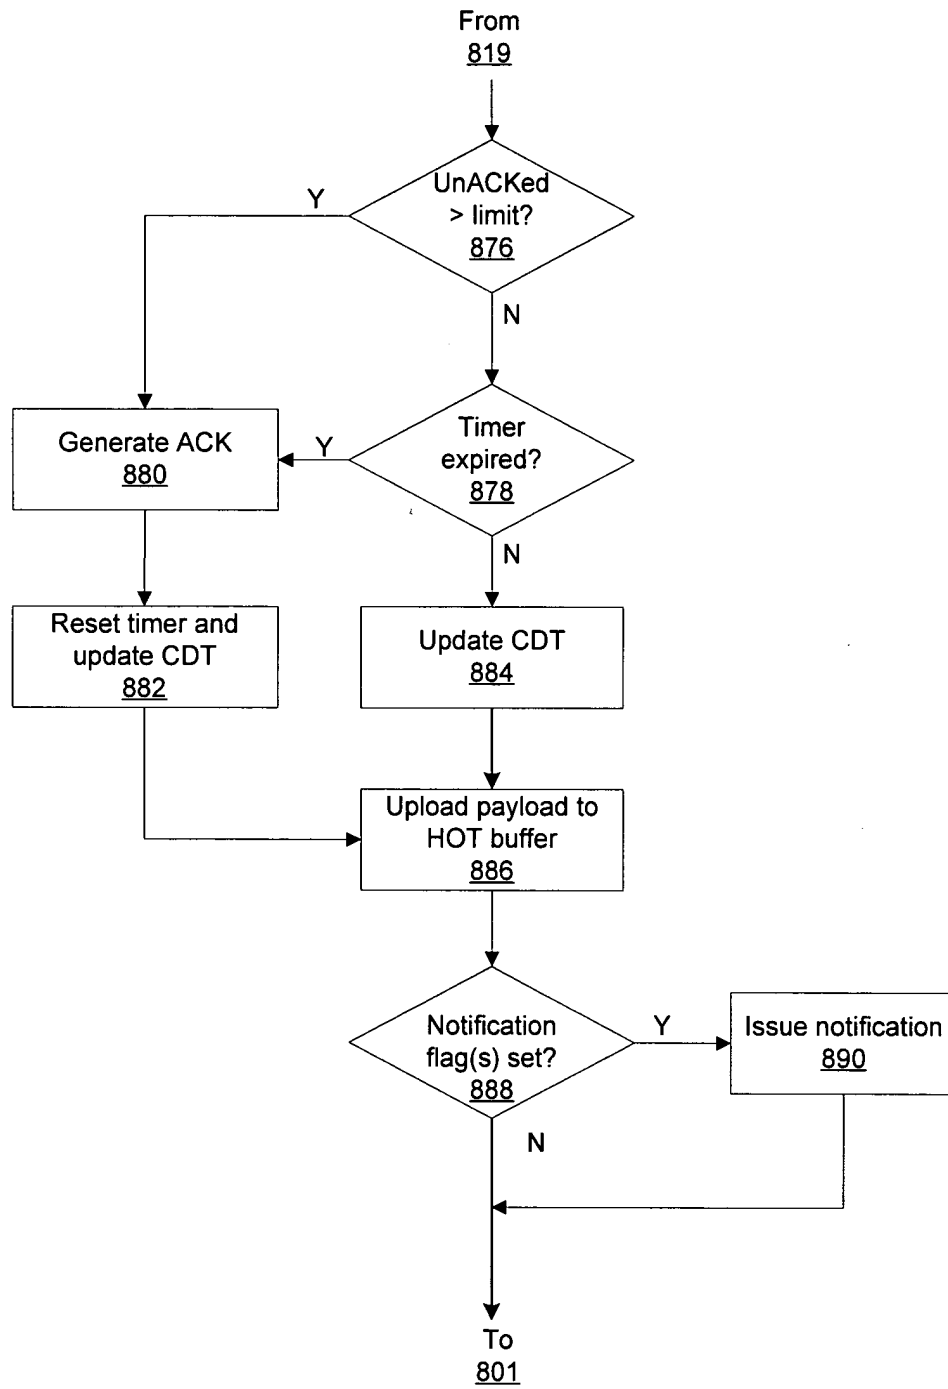 From
819
UnACKed
> limit?
876
Y
N
Timer
expired?
878
Y
Generate ACK
880
N
Reset timer and
update CDT
882
Update CDT
884
Upload payload to
HOT buffer
886
Notification
flag(s) set?
888
Y
Issue notification
890
N
To
801